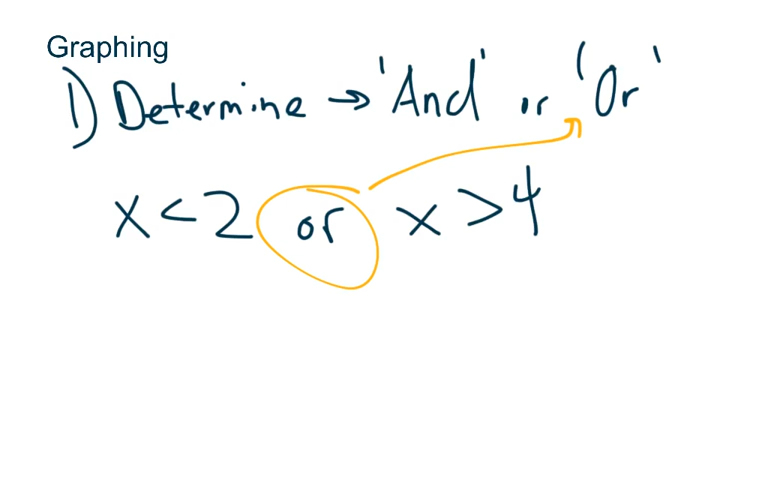 Graphing
1) Determine → 'And' or 'Or'
x < 2 or x > 4